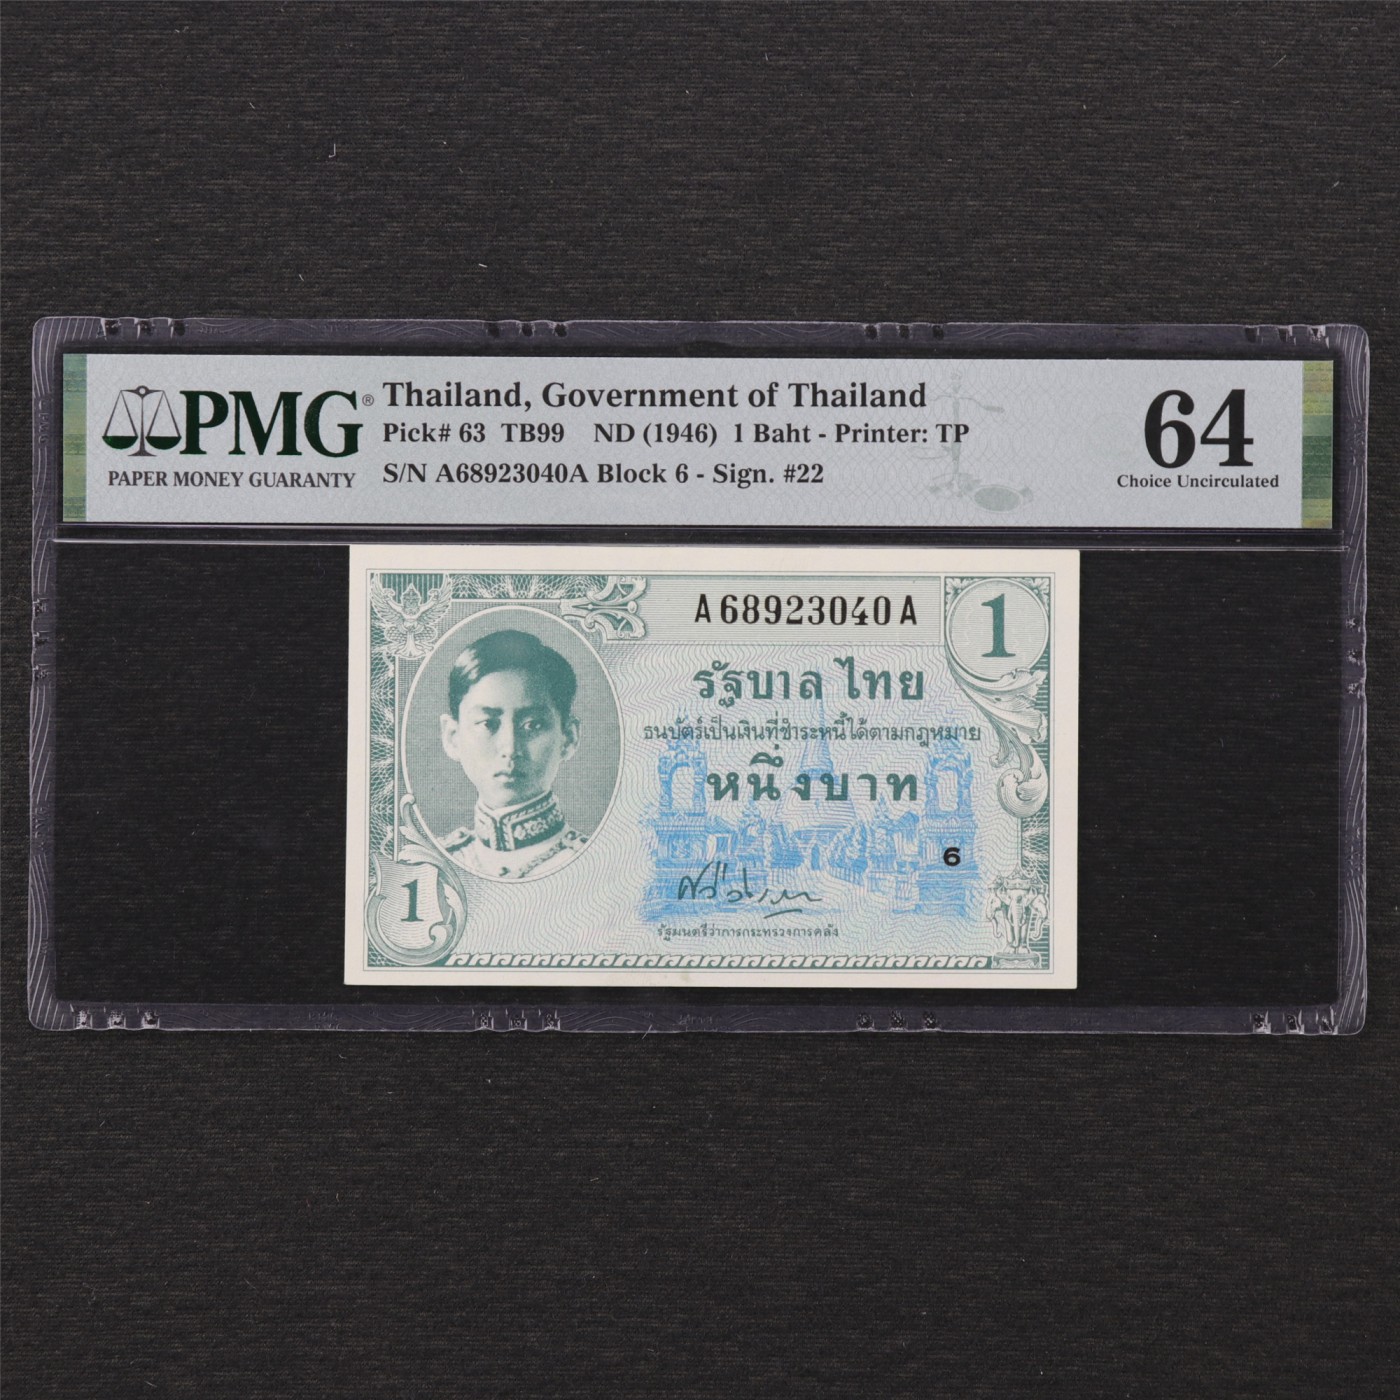 PMG®
PAPER MONEY GUARANTY
Thailand, Government of Thailand
Pick# 63 TB99 ND (1946) 1 Baht - Printer: TP
S/N A68923040A Block 6 - Sign. #22
64
Choice Uncirculated
A68923040A
1
รัฐบาลไทย
ธนบัตร์เป็นเงินที่ชำระหนี้ได้ตามกฎหมาย
หนึ่งบาท
6
1
รัฐมนตรีว่าการกระทรวงการคลัง